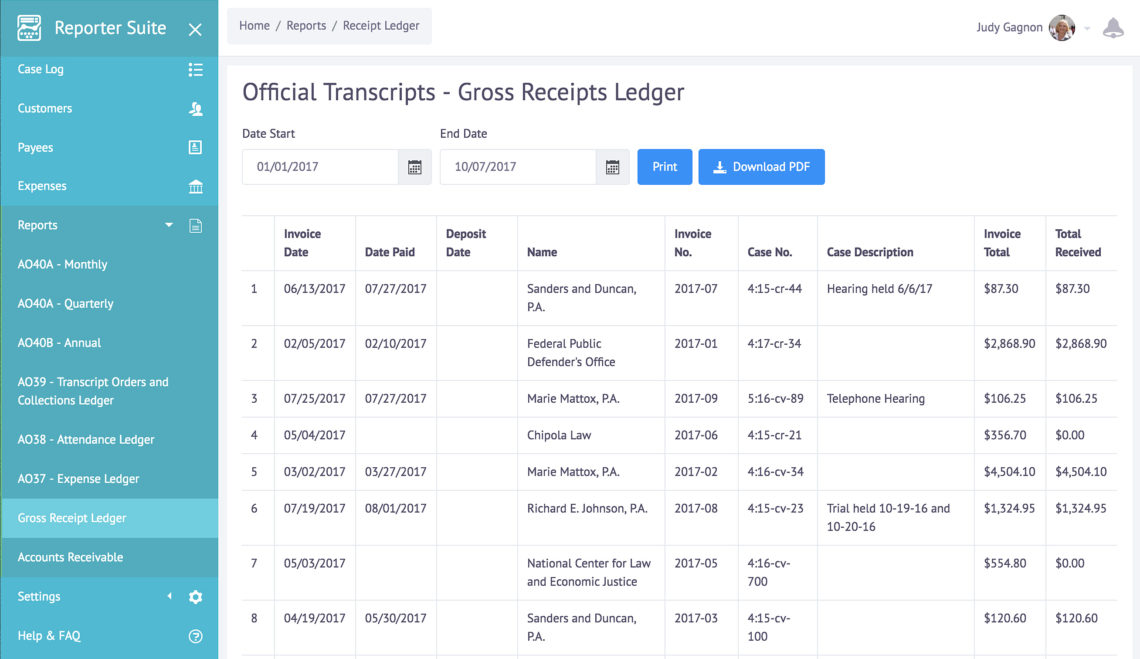 Reporter Suite
Case Log
Customers
Payees
Expenses
Reports
AO40A - Monthly
AO40A - Quarterly
AO40B - Annual
AO39 - Transcript Orders and
Collections Ledger
AO38 - Attendance Ledger
AO37 - Expense Ledger
Gross Receipt Ledger
Accounts Receivable
Settings
Help & FAQ
Home / Reports / Receipt Ledger
Judy Gagnon
Official Transcripts - Gross Receipts Ledger
Date Start End Date
01/01/2017 10/07/2017 Print Download PDF
Invoice Deposit Invoice Invoice Total
Date Date Paid Date Name No. Case No. Case Description Total Received
1 06/13/2017 07/27/2017 Sanders and Duncan, 2017-07 4:15-cr-44 Hearing held 6/6/17 $87.30 $87.30
P.A.
2 02/05/2017 02/10/2017 Federal Public 2017-01 4:17-cr-34 $2,868.90 $2,868.90
Defender's Office
3 07/25/2017 07/27/2017 Marie Mattox, P.A. 2017-09 5:16-cv-89 Telephone Hearing $106.25 $106.25
4 05/04/2017 Chipola Law 2017-06 4:15-cr-21 $356.70 $0.00
5 03/02/2017 03/27/2017 Marie Mattox, P.A. 2017-02 4:16-cv-34 $4,504.10 $4,504.10
6 07/19/2017 08/01/2017 Richard E. Johnson, P.A. 2017-08 4:15-cv-23 Trial held 10-19-16 and $1,324.95 $1,324.95
10-20-16
7 05/03/2017 National Center for Law 2017-05 4:16-cv- $554.80 $0.00
and Economic Justice 700
8 04/19/2017 05/30/2017 Sanders and Duncan, 2017-03 4:15-cv- $120.60 $120.60
P.A. 100